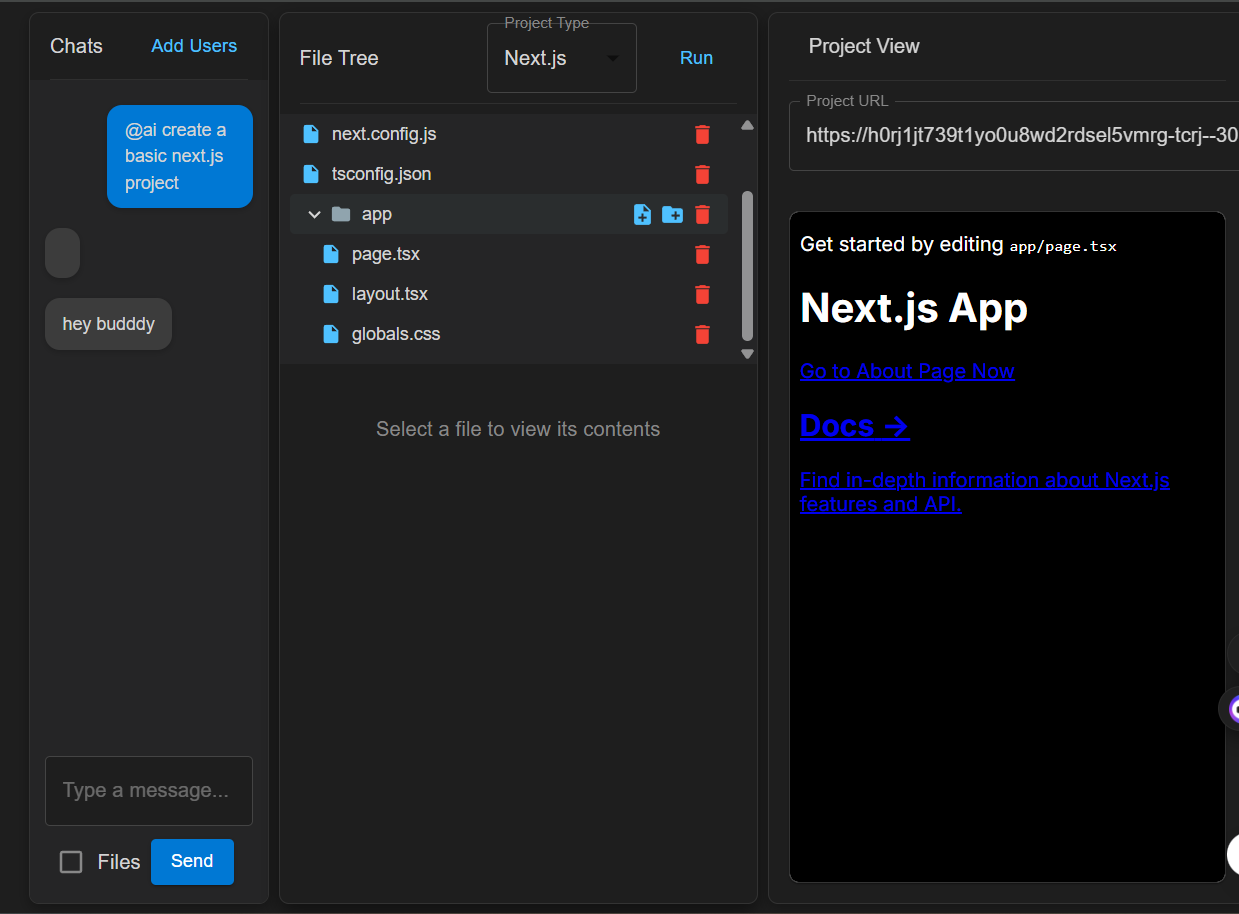 Chats
Add Users
@ai create a
basic next.js
project
hey budddy
Type a message...
Files
Send
File Tree
Project Type
Next.js
Run
next.config.js
tsconfig.json
app
page.tsx
layout.tsx
globals.css
Select a file to view its contents
Project View
Project URL
https://h0rj1jt739t1yo0u8wd2rdsel5vmrg-tcrj--30
Get started by editing app/page.tsx
Next.js App
Go to About Page Now
Docs →
Find in-depth information about Next.js
features and API.